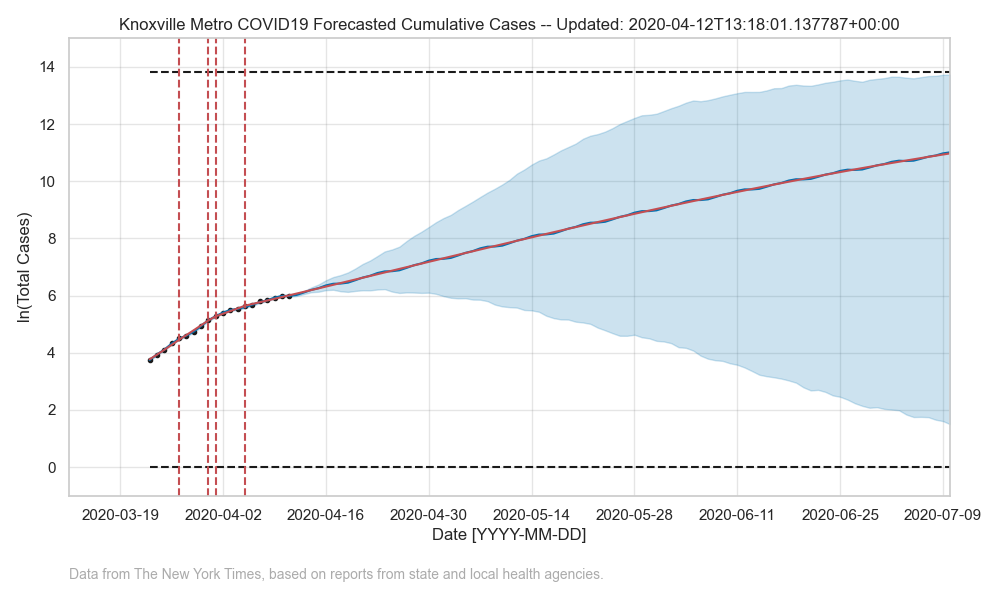 Knoxville Metro COVID19 Forecasted Cumulative Cases -- Updated: 2020-04-12T13:18:01.137787+00:00
ln(Total Cases)
14
12
10
8
6
4
2
0
2020-03-19 2020-04-02 2020-04-16 2020-04-30 2020-05-14 2020-05-28 2020-06-11 2020-06-25 2020-07-09
Date [YYYY-MM-DD]
Data from The New York Times, based on reports from state and local health agencies.